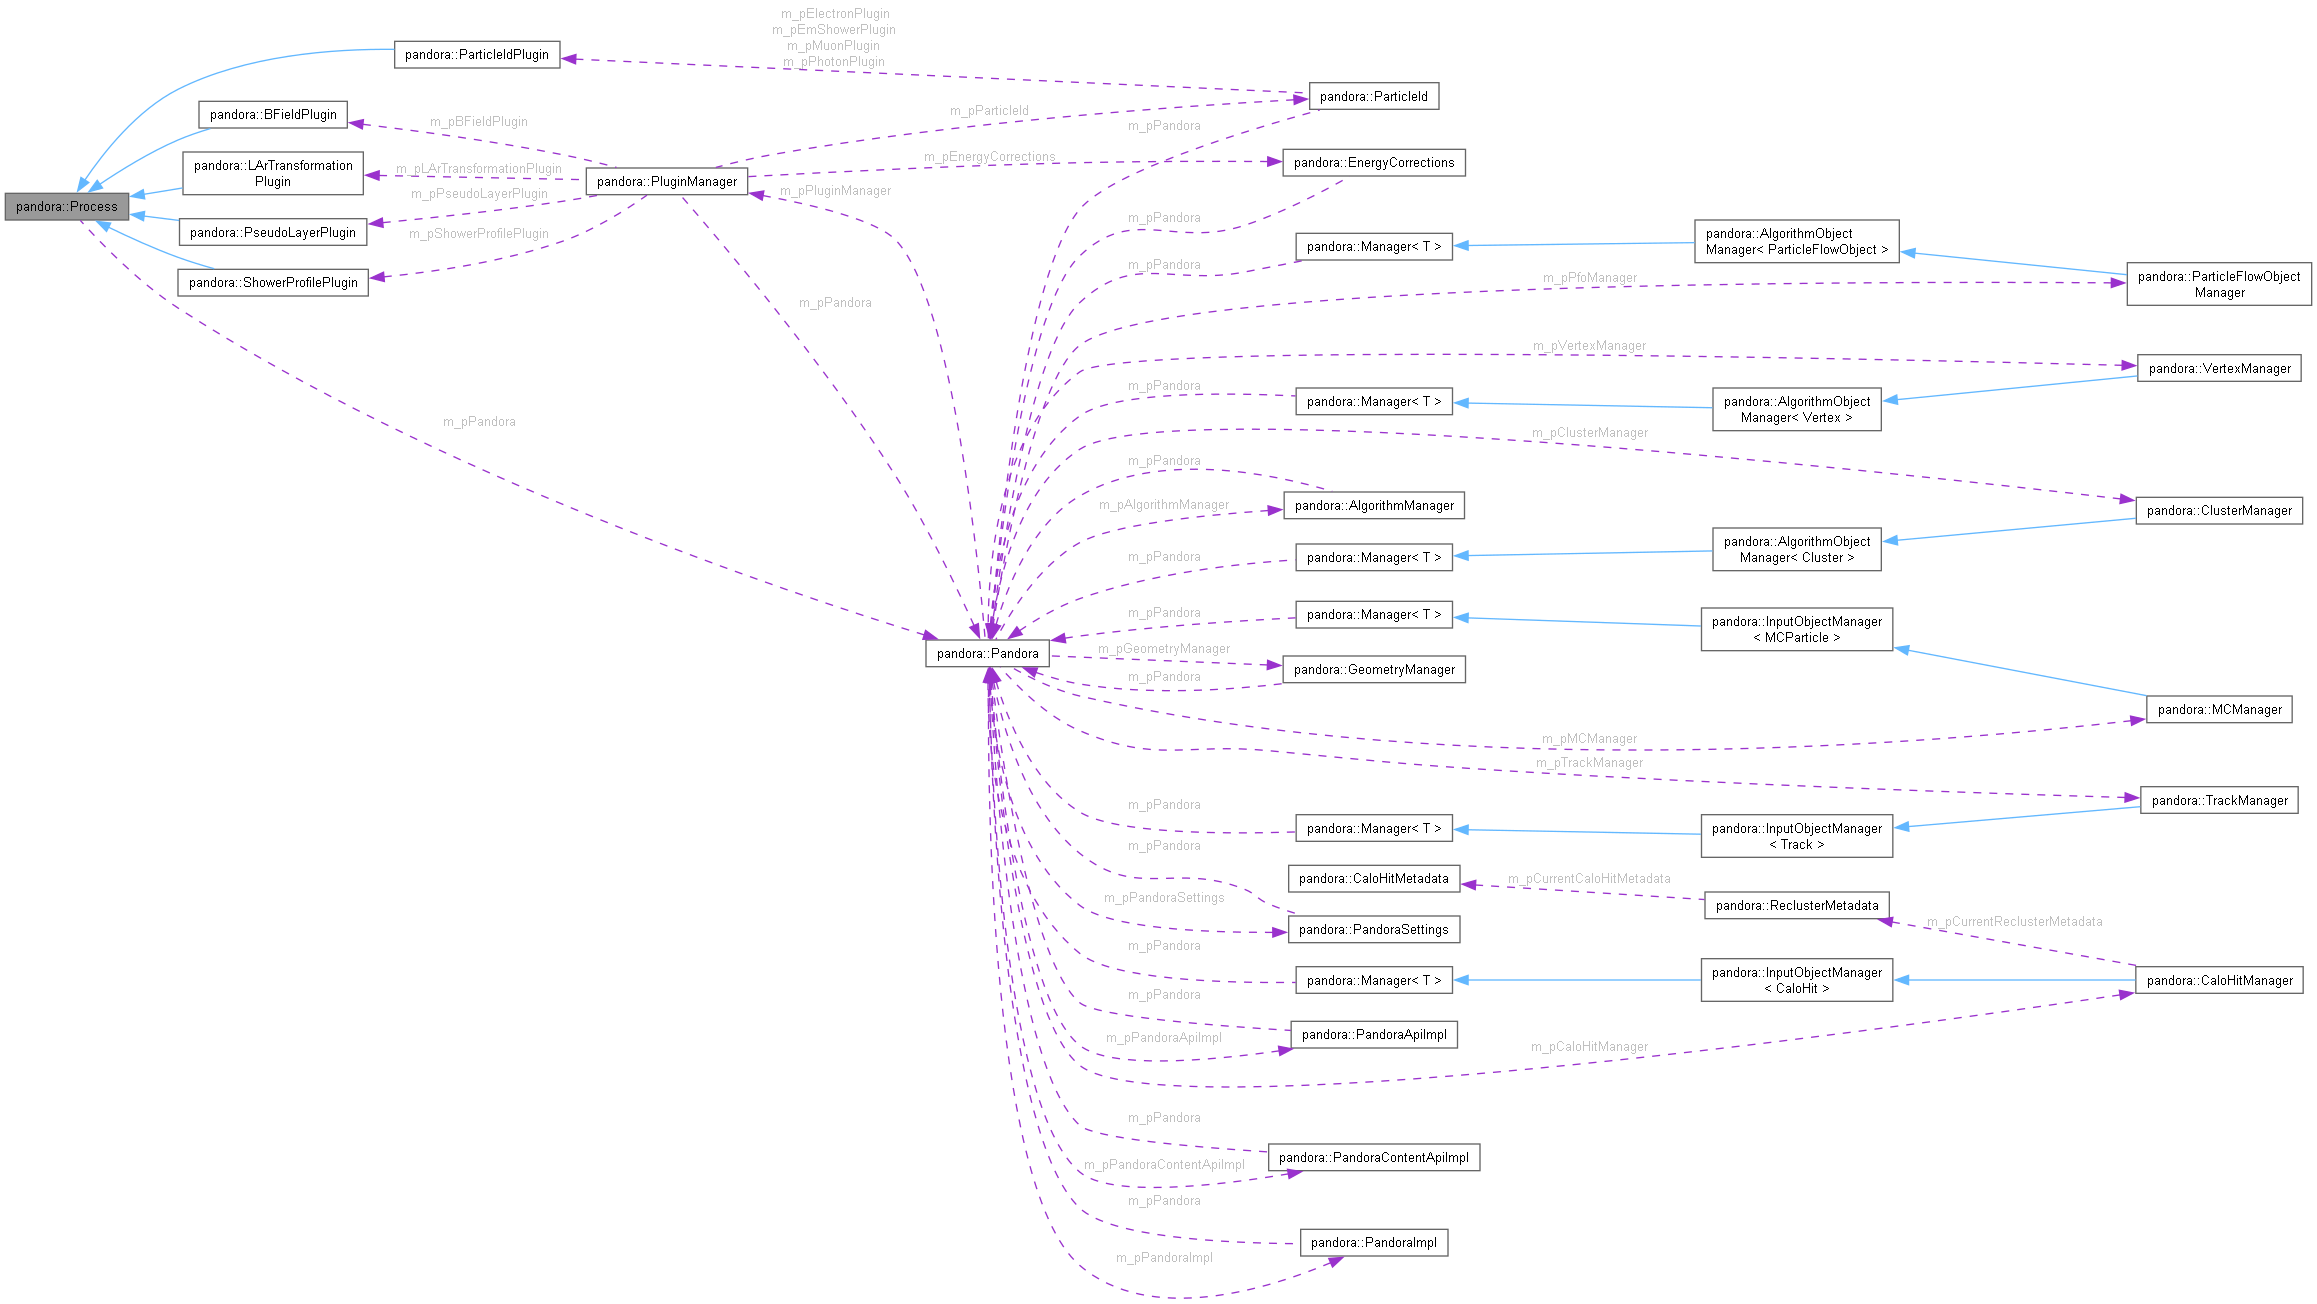 m_pElectronPlugin
m_pEmShowerPlugin
m_pMuonPlugin
m_pPhotonPlugin
pandora::ParticleIdPlugin
pandora::ParticleId
pandora::BFieldPlugin
m_pBFieldPlugin
m_pParticleId
m_pPandora
pandora::LArTransformation
Plugin
m_pLArTransformationPlugin
m_pEnergyCorrections
pandora::EnergyCorrections
pandora::PluginManager
m_pPseudoLayerPlugin
m_pPluginManager
pandora::Process
pandora::PseudoLayerPlugin
m_pShowerProfilePlugin
m_pPandora
pandora::Manager< T >
pandora::AlgorithmObject
Manager< ParticleFlowObject >
pandora::ShowerProfilePlugin
m_pPandora
m_pPfoManager
pandora::ParticleFlowObject
Manager
m_pPandora
m_pVertexManager
pandora::VertexManager
m_pPandora
pandora::Manager< T >
pandora::AlgorithmObject
Manager< Vertex >
m_pPandora
m_pClusterManager
m_pPandora
m_pAlgorithmManager
pandora::AlgorithmManager
pandora::ClusterManager
m_pPandora
pandora::Manager< T >
pandora::AlgorithmObject
Manager< Cluster >
m_pPandora
pandora::Manager< T >
pandora::InputObjectManager
< MCParticle >
pandora::Pandora
m_pGeometryManager
m_pPandora
pandora::GeometryManager
pandora::MCManager
m_pMCManager
m_pTrackManager
pandora::TrackManager
m_pPandora
pandora::Manager< T >
pandora::InputObjectManager
< Track >
m_pPandora
pandora::CaloHitMetadata
m_pCurrentCaloHitMetadata
m_pPandoraSettings
pandora::PandoraSettings
pandora::ReclusterMetadata
m_pCurrentReclusterMetadata
m_pPandora
pandora::Manager< T >
pandora::InputObjectManager
< CaloHit >
pandora::CaloHitManager
m_pPandora
m_pPandoraApiImpl
pandora::PandoraApiImpl
m_pCaloHitManager
m_pPandora
m_pPandoraContentApiImpl
pandora::PandoraContentApiImpl
m_pPandora
pandora::PandoraImpl
m_pPandoraImpl